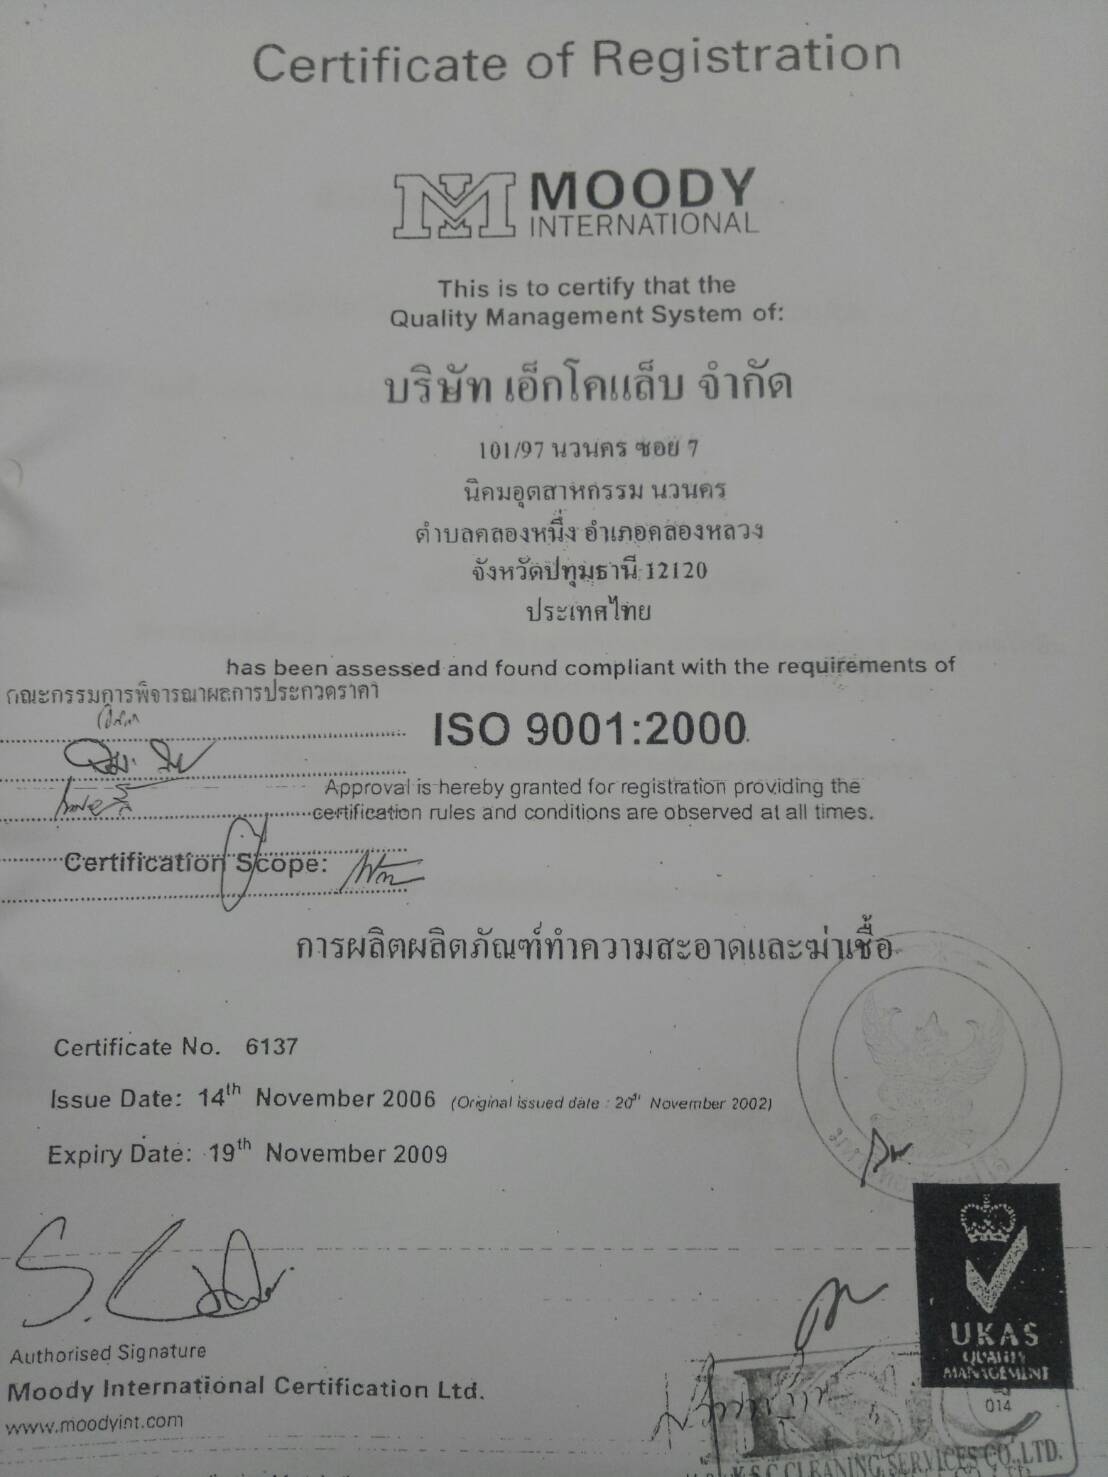 Certificate of Registration
MOODY
INTERNATIONAL
This is to certify that the
Quality Management System of:
บริษัท เอ็กโคแล็บ จำกัด
101/97 นวนคร ซอย 7
นิคมอุตสาหกรรม นวนคร
ตำบลคลองหนึ่ง อำเภอคลองหลวง
จังหวัดปทุมธานี 12120
ประเทศไทย
has been assessed and found compliant with the requirements of
คณะกรรมการพิจารณาผลการประกวดราคา
ISO 9001:2000
Approval is hereby granted for registration providing the
certification rules and conditions are observed at all times.
Certification Scope:
การผลิตผลิตภัณฑ์ทำความสะอาดและฆ่าเชื้อ
Certificate No. 6137
Issue Date: 14th November 2006 (Original issued date : 20th November 2002)
Expiry Date: 19th November 2009
UKAS
QUALITY
MANAGEMENT
014
Authorised Signature
Moody International Certification Ltd.
www.moodyint.com
KSC
K.S.C CLEANING SERVICES CO.,LTD.